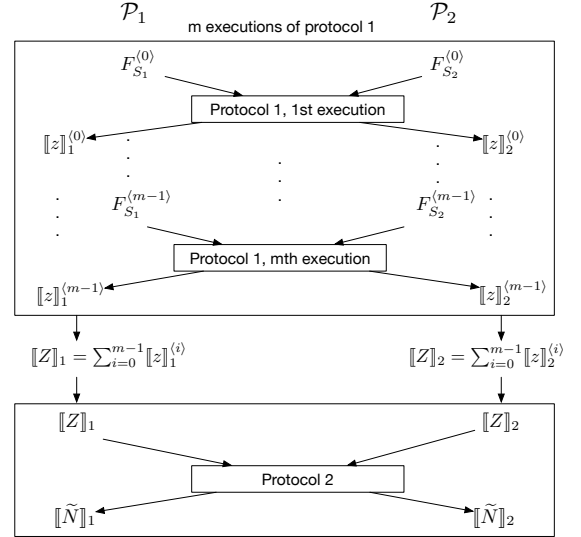 𝒫₁ 𝒫₂
m executions of protocol 1
F_{S_1}^{⟨0⟩} F_{S_2}^{⟨0⟩}
Protocol 1, 1st execution
⟦z⟧_1^{⟨0⟩} ⟦z⟧_2^{⟨0⟩}
F_{S_1}^{⟨m−1⟩} F_{S_2}^{⟨m−1⟩}
Protocol 1, mth execution
⟦z⟧_1^{⟨m−1⟩} ⟦z⟧_2^{⟨m−1⟩}
⟦Z⟧_1 = ∑_{i=0}^{m−1} ⟦z⟧_1^{⟨i⟩} ⟦Z⟧_2 = ∑_{i=0}^{m−1} ⟦z⟧_2^{⟨i⟩}
⟦Z⟧_1 ⟦Z⟧_2
Protocol 2
⟦Ñ⟧_1 ⟦Ñ⟧_2